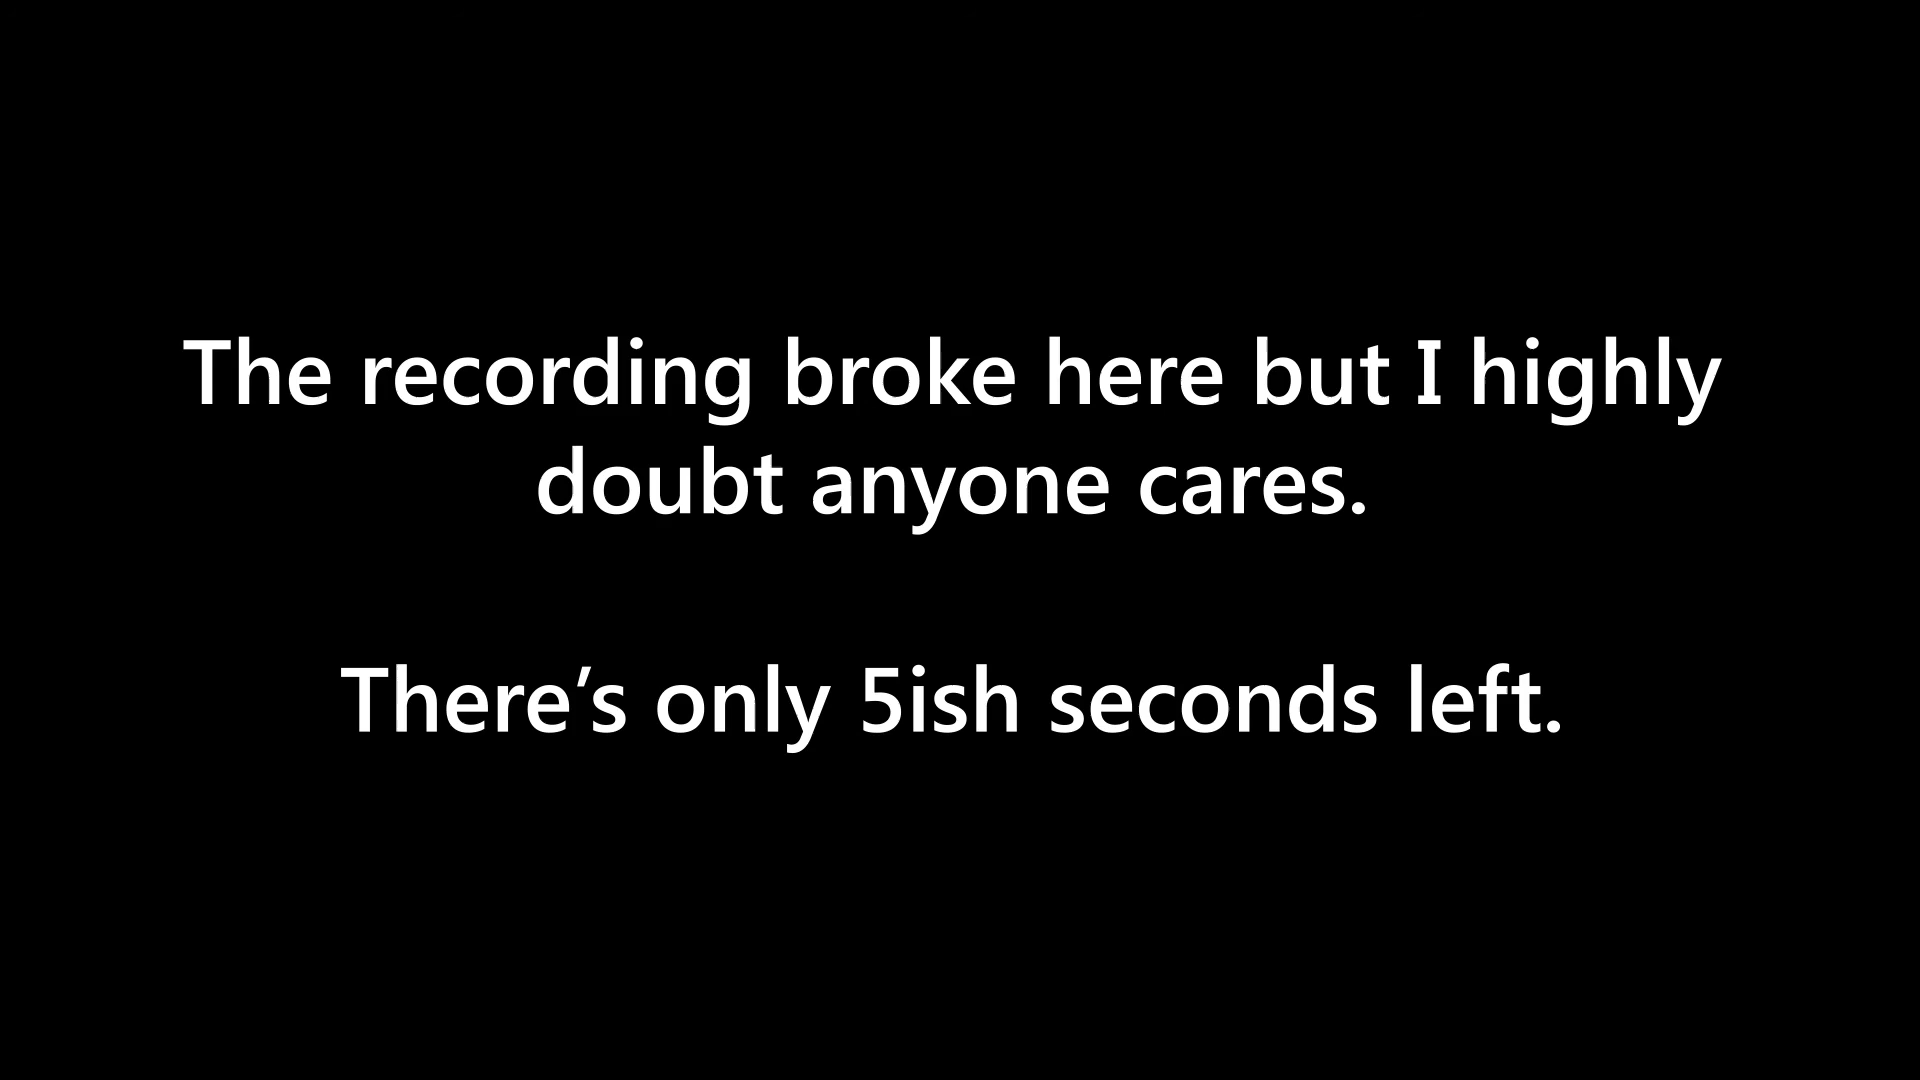 The recording broke here but I highly
doubt anyone cares.
There’s only 5ish seconds left.